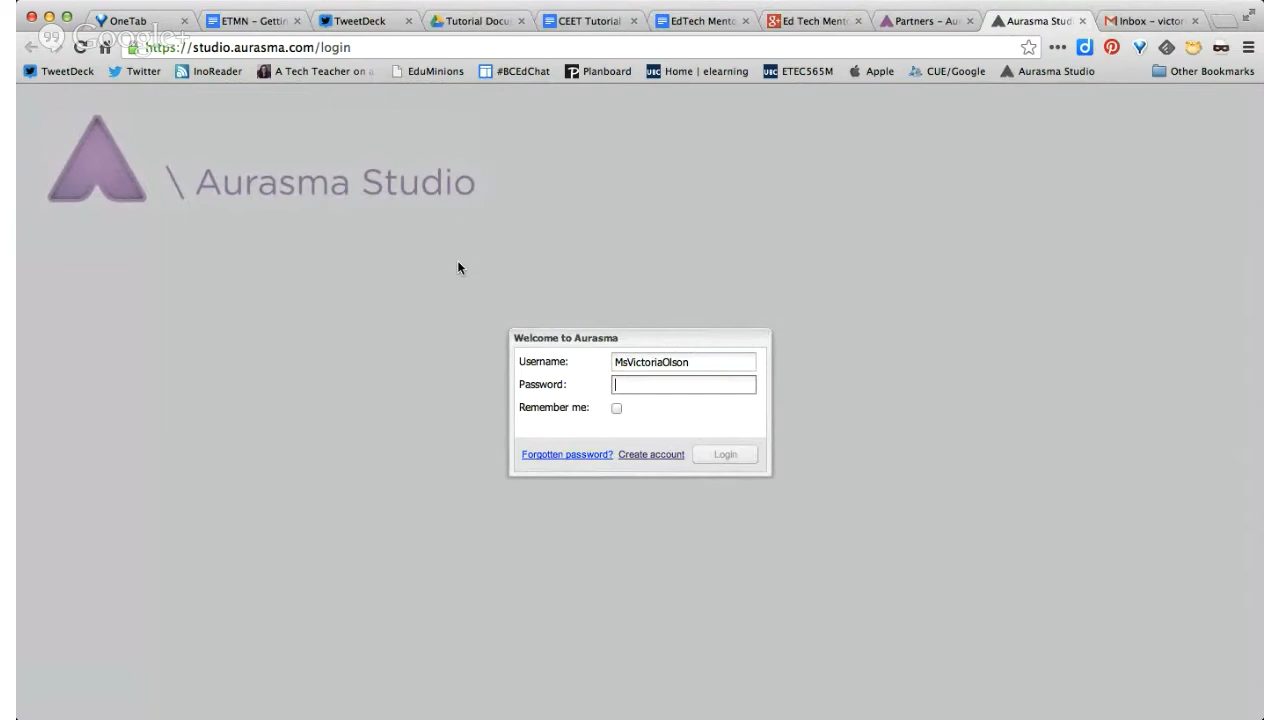 OneTab
ETMN – Gettin
TweetDeck
Tutorial Docu
CEET Tutorial
EdTech Mento
Ed Tech Ment
Partners – Au
Aurasma Stud
Inbox – victor
Google+
https://studio.aurasma.com/login
TweetDeck
Twitter
InoReader
A Tech Teacher on a
EduMinions
#BCEdChat
Planboard
Home | elearning
ETEC565M
Apple
CUE/Google
Aurasma Studio
Other Bookmarks
\ Aurasma Studio
Welcome to Aurasma
Username: MsVictoriaOlson
Password:
Remember me:
Forgotten password? Create account Login